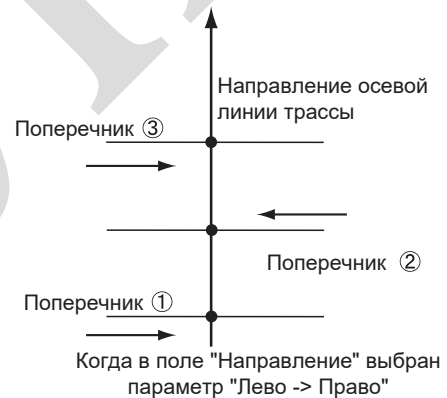 Направление осевой
линии трассы
Поперечник ③
Поперечник ②
Поперечник ①
Когда в поле "Направление" выбран
параметр "Лево -> Право"